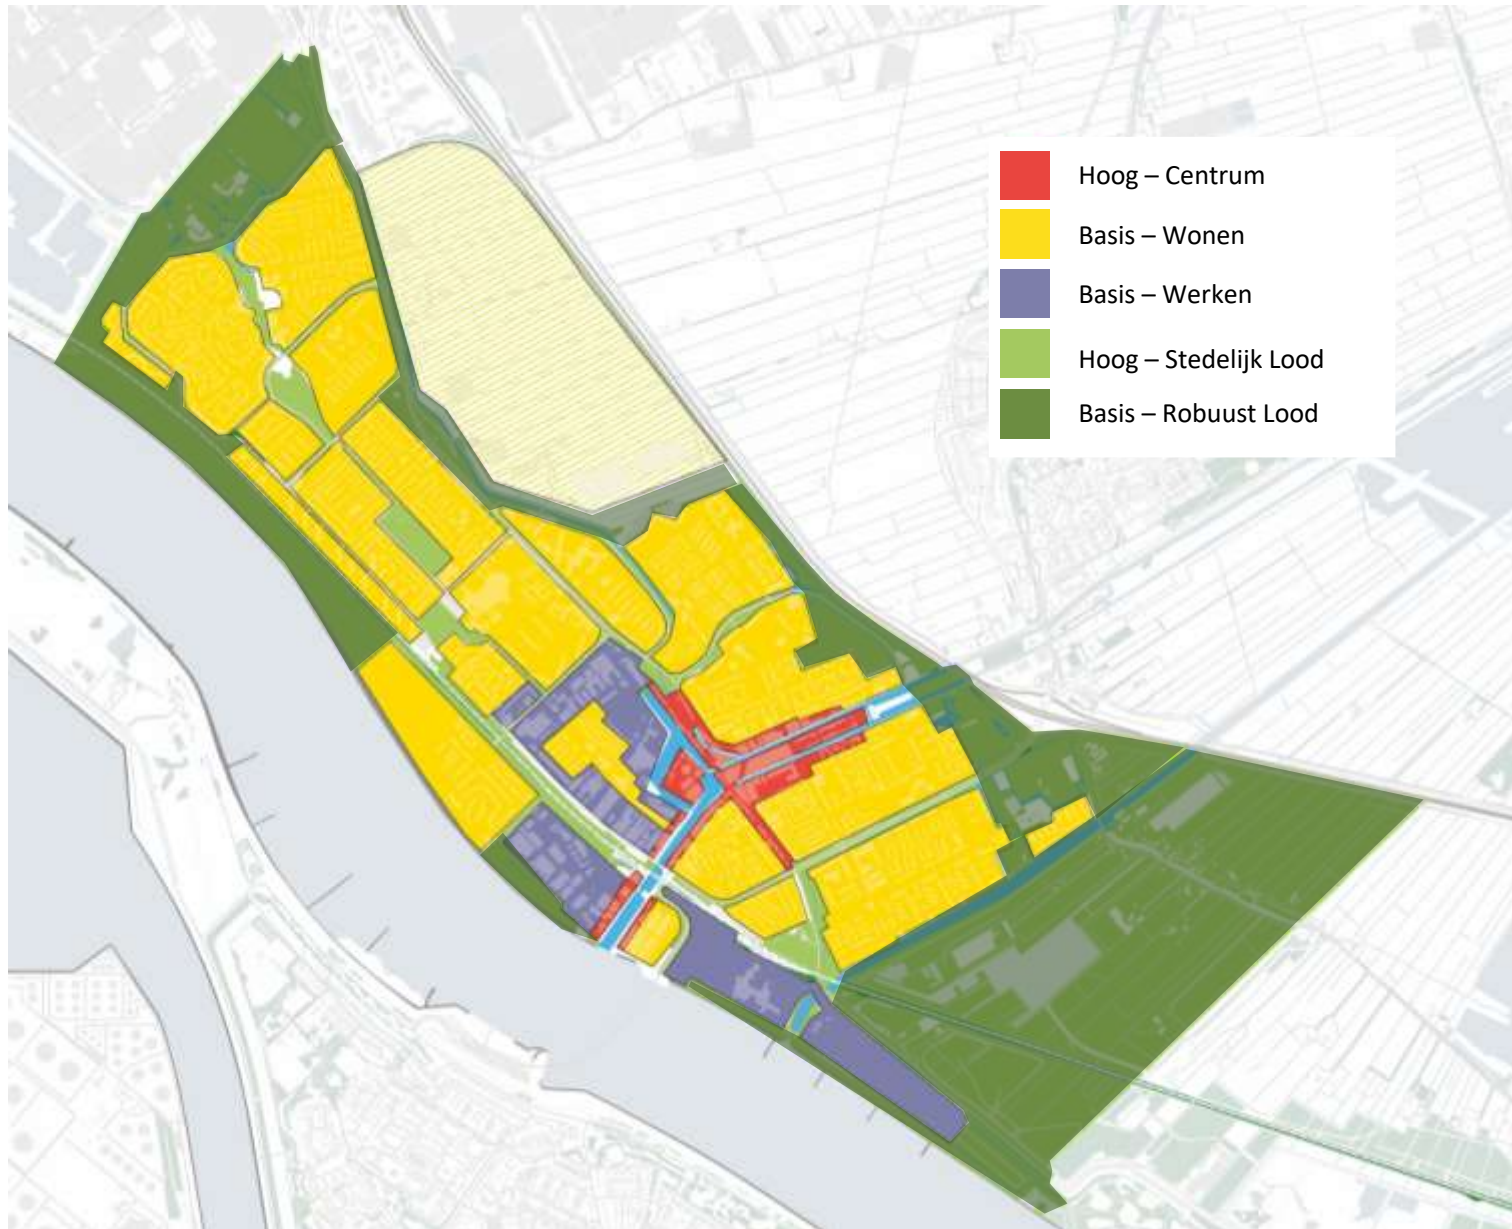 Hoog – Centrum
Basis – Wonen
Basis – Werken
Hoog – Stedelijk Lood
Basis – Robuust Lood